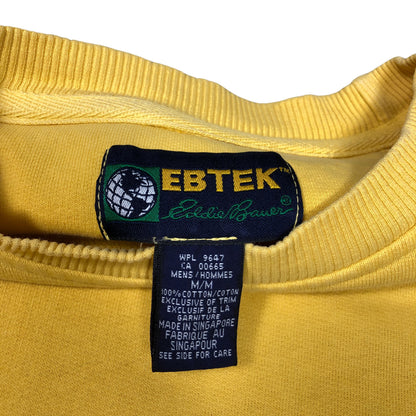 EBTEK™
Eddie Bauer®
WPL 9647
CA 00665
MENS/HOMMES
M/M
100% COTTON/COTON
EXCLUSIVE OF TRIM
EXCLUSIF DE LA
GARNITURE
MADE IN SINGAPORE
FABRIQUE AU
SINGAPOUR
SEE SIDE FOR CARE